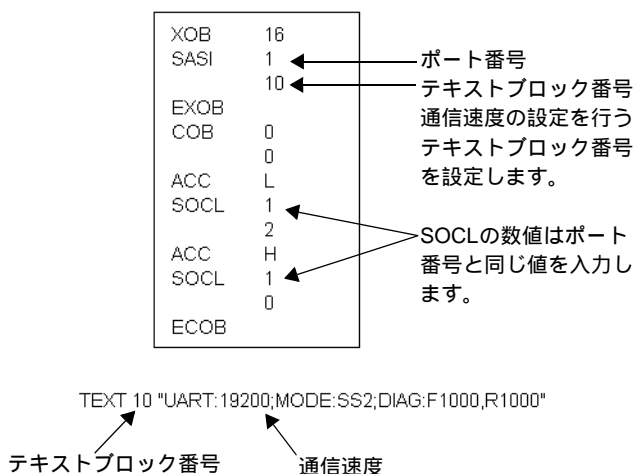 XOB 16
SASI 1
10
EXOB
COB 0
0
ACC L
SOCL 1
2
ACC H
SOCL 1
0
ECOB
ポート番号
テキストブロック番号
通信速度の設定を行う
テキストブロック番号
を設定します。
SOCLの数値はポート
番号と同じ値を入力し
ます。
TEXT 10 "UART:19200;MODE:SS2;DIAG:F1000,R1000"
テキストブロック番号
通信速度